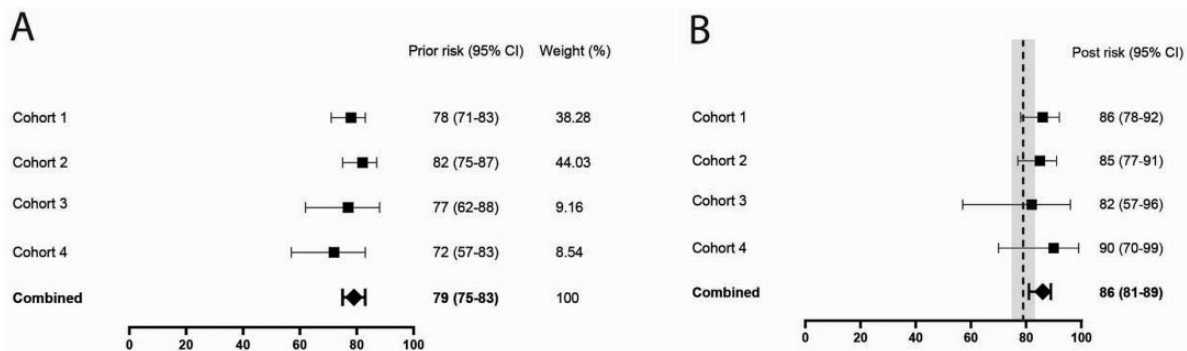 A
Prior risk (95% CI) Weight (%)
Cohort 1 78 (71-83) 38.28
Cohort 2 82 (75-87) 44.03
Cohort 3 77 (62-88) 9.16
Cohort 4 72 (57-83) 8.54
Combined 79 (75-83) 100
0 20 40 60 80 100
B
Post risk (95% CI)
Cohort 1 86 (78-92)
Cohort 2 85 (77-91)
Cohort 3 82 (57-96)
Cohort 4 90 (70-99)
Combined 86 (81-89)
0 20 40 60 80 100